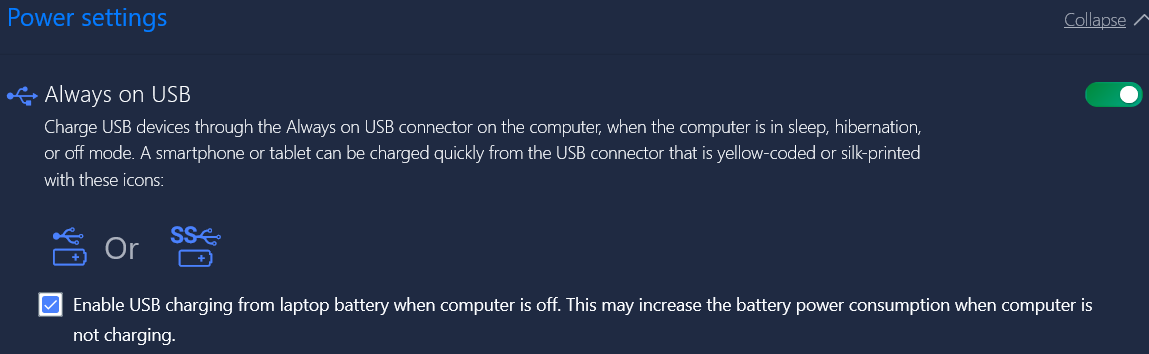 Power settings
Collapse
Always on USB
Charge USB devices through the Always on USB connector on the computer, when the computer is in sleep, hibernation,
or off mode. A smartphone or tablet can be charged quickly from the USB connector that is yellow-coded or silk-printed
with these icons:
Or SS
Enable USB charging from laptop battery when computer is off. This may increase the battery power consumption when computer is
not charging.